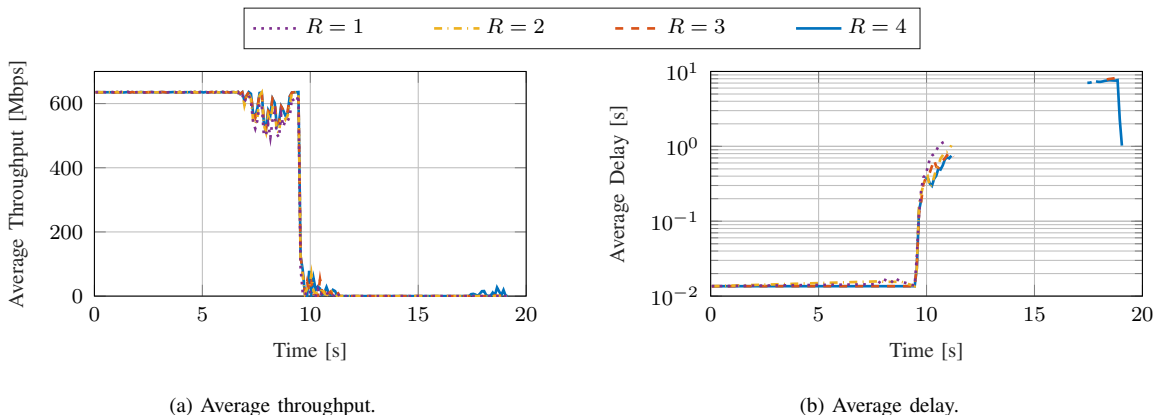 R = 1 R = 2 R = 3 R = 4
Average Throughput [Mbps]
600
400
200
0
0 5 10 15 20
Time [s]
(a) Average throughput.
Average Delay [s]
10^1
10^0
10^−1
10^−2
0 5 10 15 20
Time [s]
(b) Average delay.